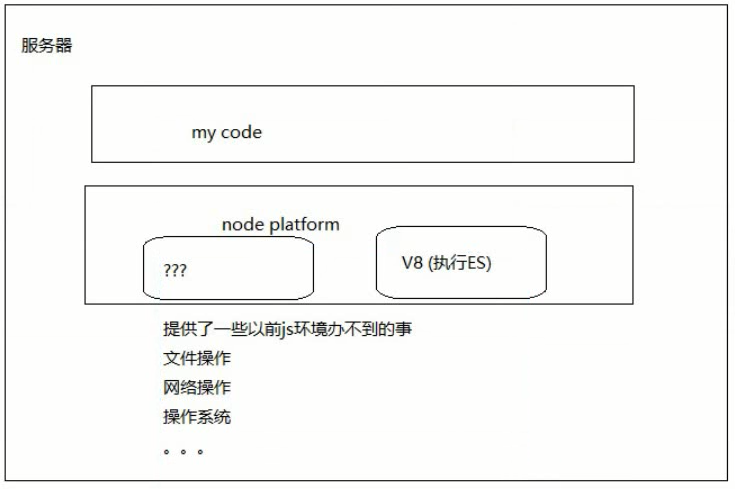 服务器
my code
node platform
???
V8 (执行ES)
提供了一些以前js环境办不到的事
文件操作
网络操作
操作系统
。。。